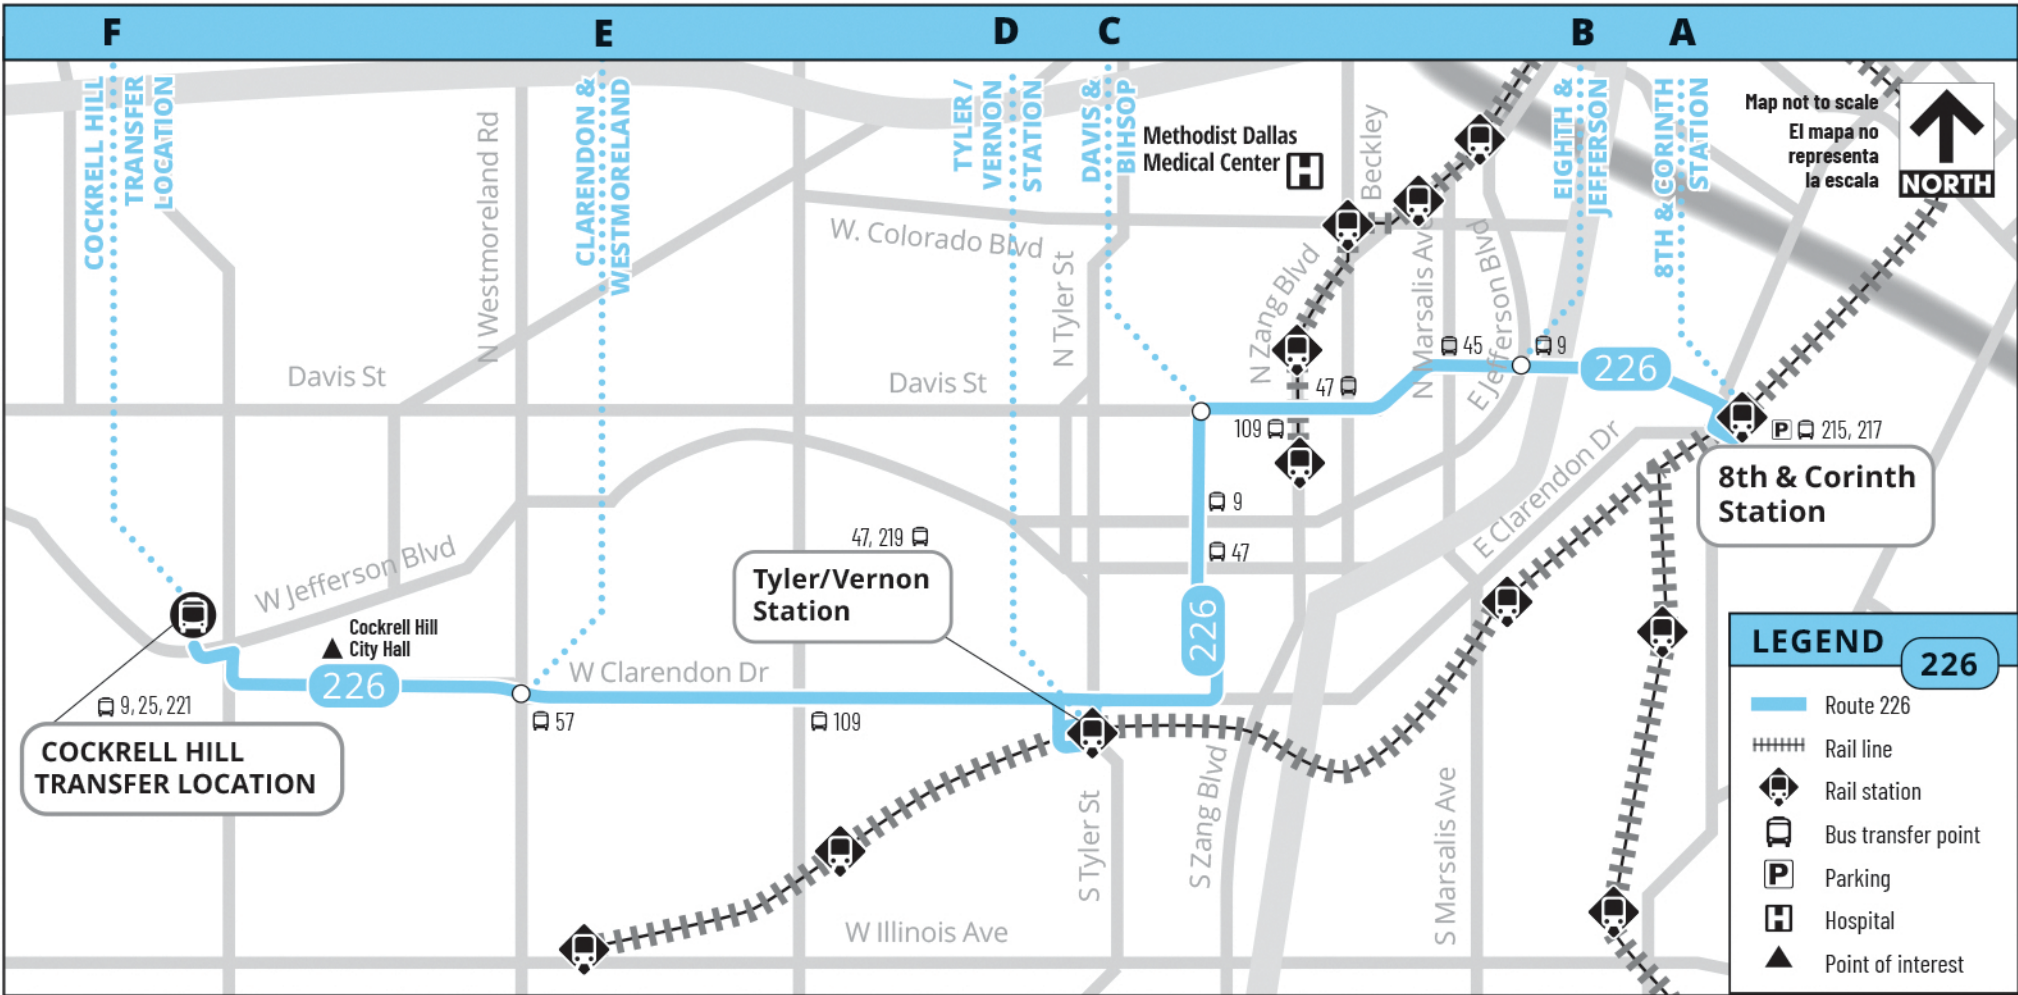 F
E
D
C
B
A
COCKRELL HILL
TRANSFER
LOCATION
CLARENDON &
WESTMORELAND
TYLER /
VERNON
STATION
DAVIS &
BIHSOP
EIGHTH &
JEFFERSON
8TH & CORINTH
STATION
Map not to scale
El mapa no
representa
la escala
NORTH
Methodist Dallas
Medical Center
H
Beckley
N Westmoreland Rd
W. Colorado Blvd
N Tyler St
N Zang Blvd
N Marsalis Ave
E Jefferson Blvd
Davis St
Davis St
45
9
226
47
109
P
215, 217
8th & Corinth
Station
9
47
E Clarendon Dr
W Jefferson Blvd
47, 219
Tyler/Vernon
Station
226
Cockrell Hill
City Hall
226
W Clarendon Dr
9, 25, 221
57
109
COCKRELL HILL
TRANSFER LOCATION
S Tyler St
S Zang Blvd
S Marsalis Ave
W Illinois Ave
LEGEND
226
Route 226
Rail line
Rail station
Bus transfer point
P
Parking
H
Hospital
Point of interest